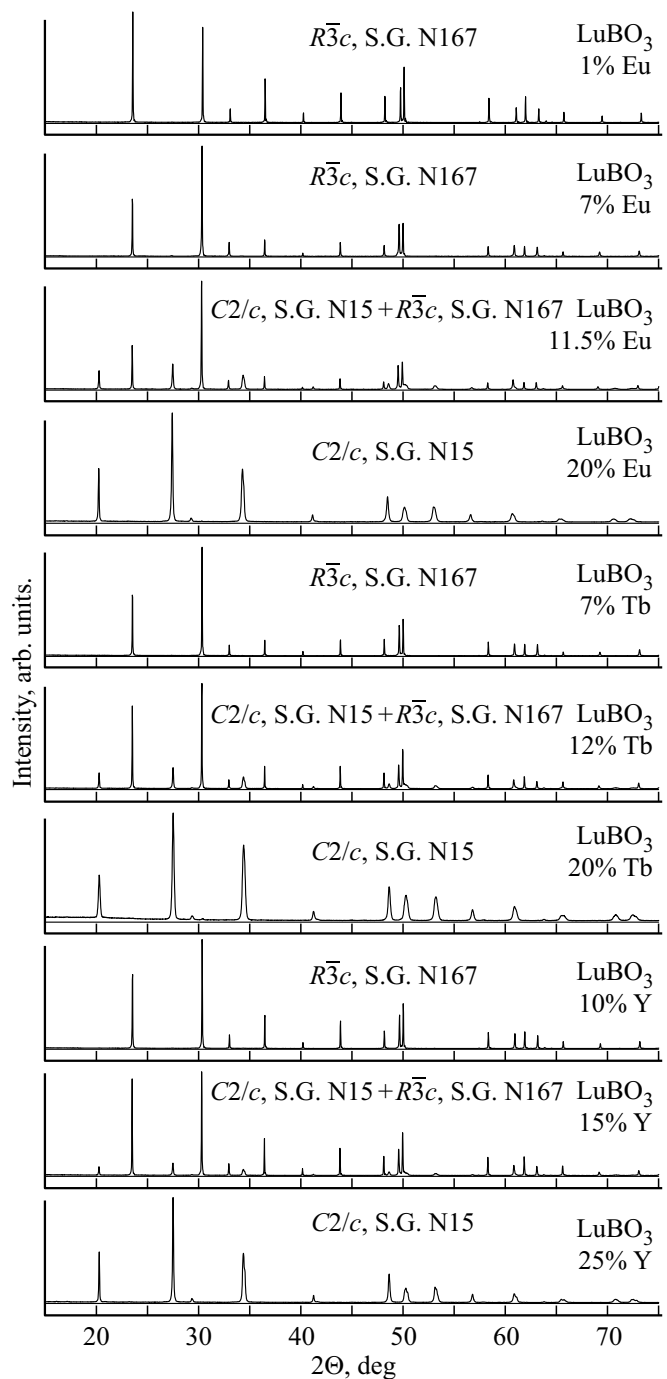 R3̅c, S.G. N167 LuBO₃
1% Eu
R3̅c, S.G. N167 LuBO₃
7% Eu
C2/c, S.G. N15 + R3̅c, S.G. N167 LuBO₃
11.5% Eu
C2/c, S.G. N15 LuBO₃
20% Eu
R3̅c, S.G. N167 LuBO₃
7% Tb
C2/c, S.G. N15 + R3̅c, S.G. N167 LuBO₃
12% Tb
C2/c, S.G. N15 LuBO₃
20% Tb
R3̅c, S.G. N167 LuBO₃
10% Y
C2/c, S.G. N15 + R3̅c, S.G. N167 LuBO₃
15% Y
C2/c, S.G. N15 LuBO₃
25% Y
Intensity, arb. units.
20 30 40 50 60 70
2Θ, deg